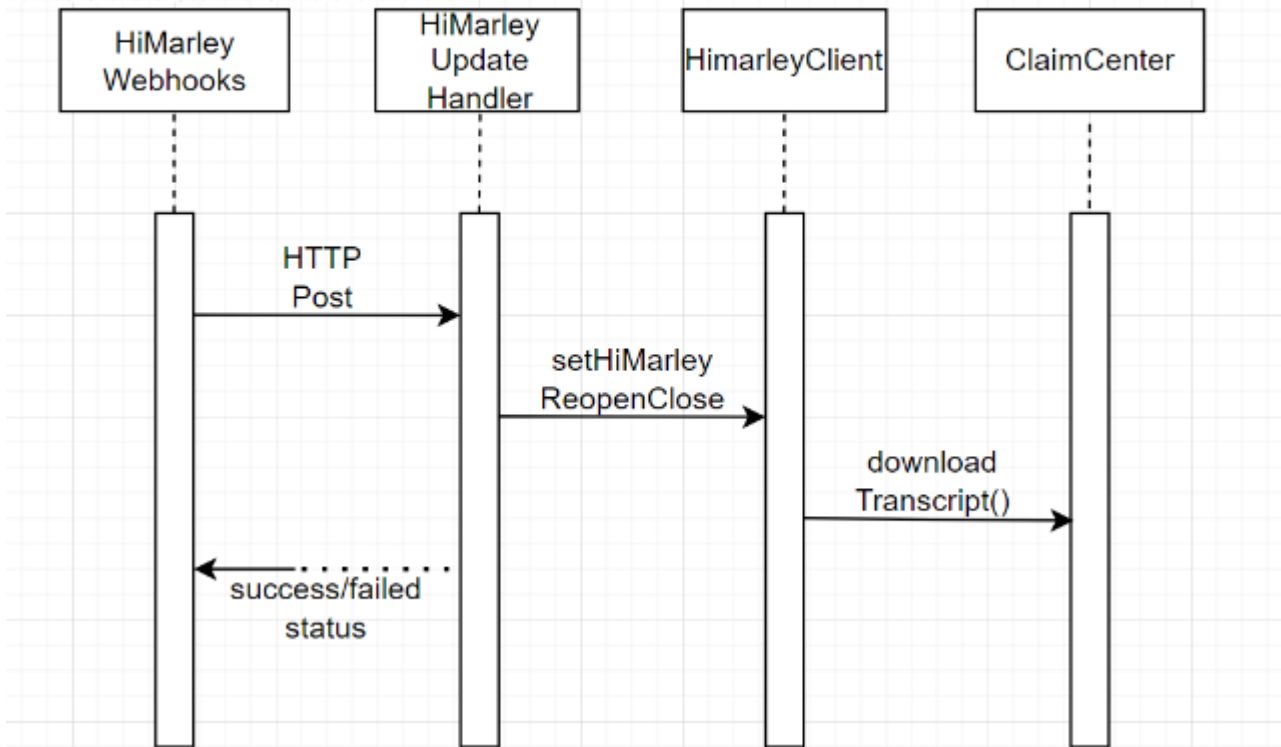 HiMarley
Webhooks
HiMarley
Update
Handler
HimarleyClient
ClaimCenter
HTTP
Post
setHiMarley
ReopenClose
download
Transcript()
success/failed
status